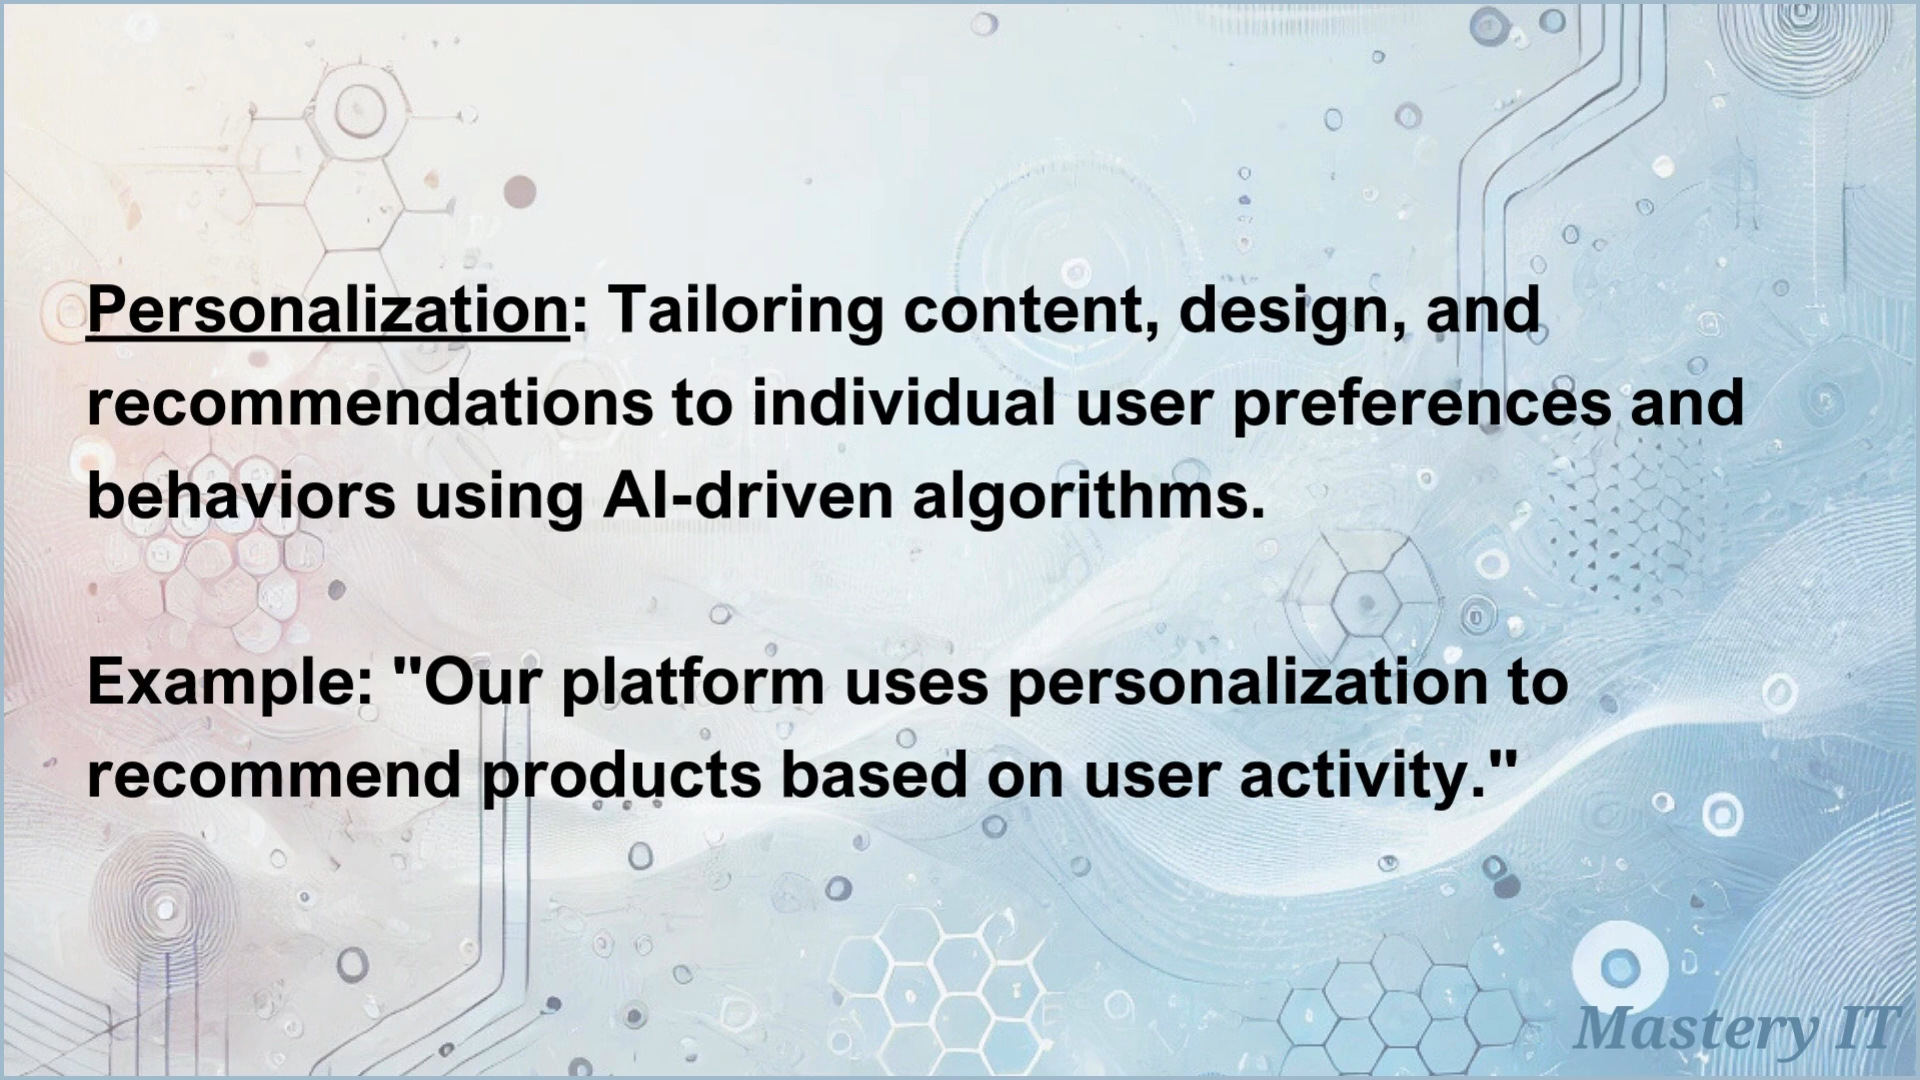 Personalization: Tailoring content, design, and
recommendations to individual user preferences and
behaviors using AI-driven algorithms.
Example: "Our platform uses personalization to
recommend products based on user activity."
Mastery IT